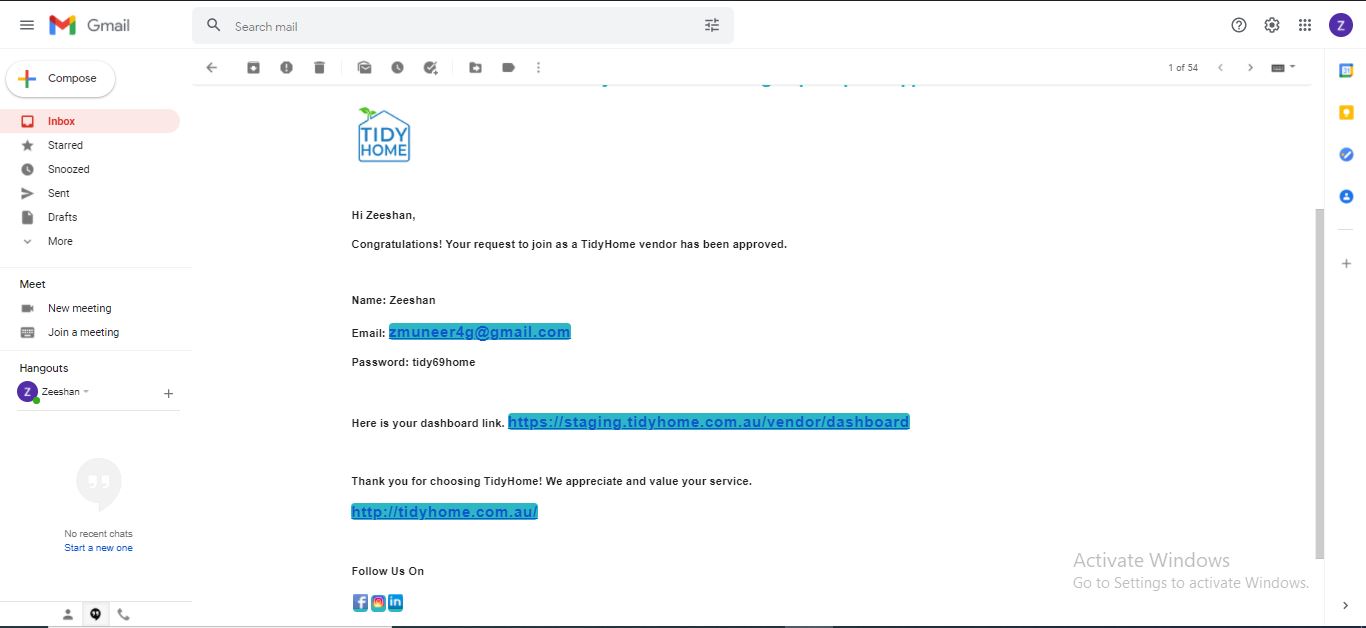 Gmail
Search mail
Z
Compose
1 of 54
Inbox
Starred
Snoozed
Sent
Drafts
More
Meet
New meeting
Join a meeting
Hangouts
Z Zeeshan
No recent chats
Start a new one
TIDY
HOME
Hi Zeeshan,
Congratulations! Your request to join as a TidyHome vendor has been approved.
Name: Zeeshan
Email: zmuneer4g@gmail.com
Password: tidy69home
Here is your dashboard link. https://staging.tidyhome.com.au/vendor/dashboard
Thank you for choosing TidyHome! We appreciate and value your service.
http://tidyhome.com.au/
Follow Us On
Activate Windows
Go to Settings to activate Windows.